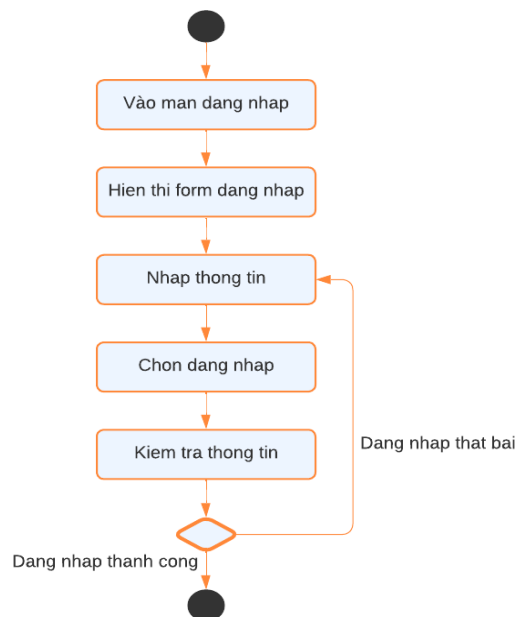 Vào man dang nhap
Hien thi form dang nhap
Nhap thong tin
Chon dang nhap
Kiem tra thong tin
Dang nhap that bai
Dang nhap thanh cong